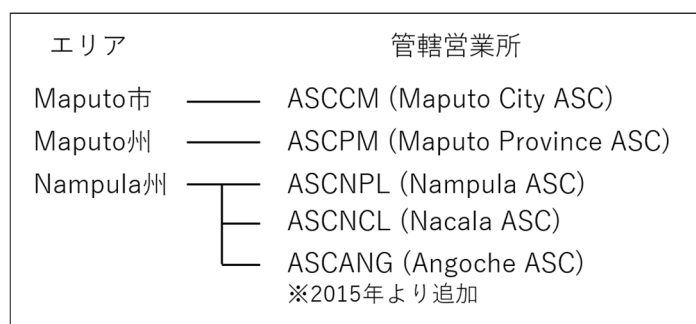 エリア 管轄営業所
Maputo市 ASCCM (Maputo City ASC)
Maputo州 ASCPM (Maputo Province ASC)
Nampula州 ASCNPL (Nampula ASC)
ASCNCL (Nacala ASC)
ASCANG (Angoche ASC)
※2015年より追加